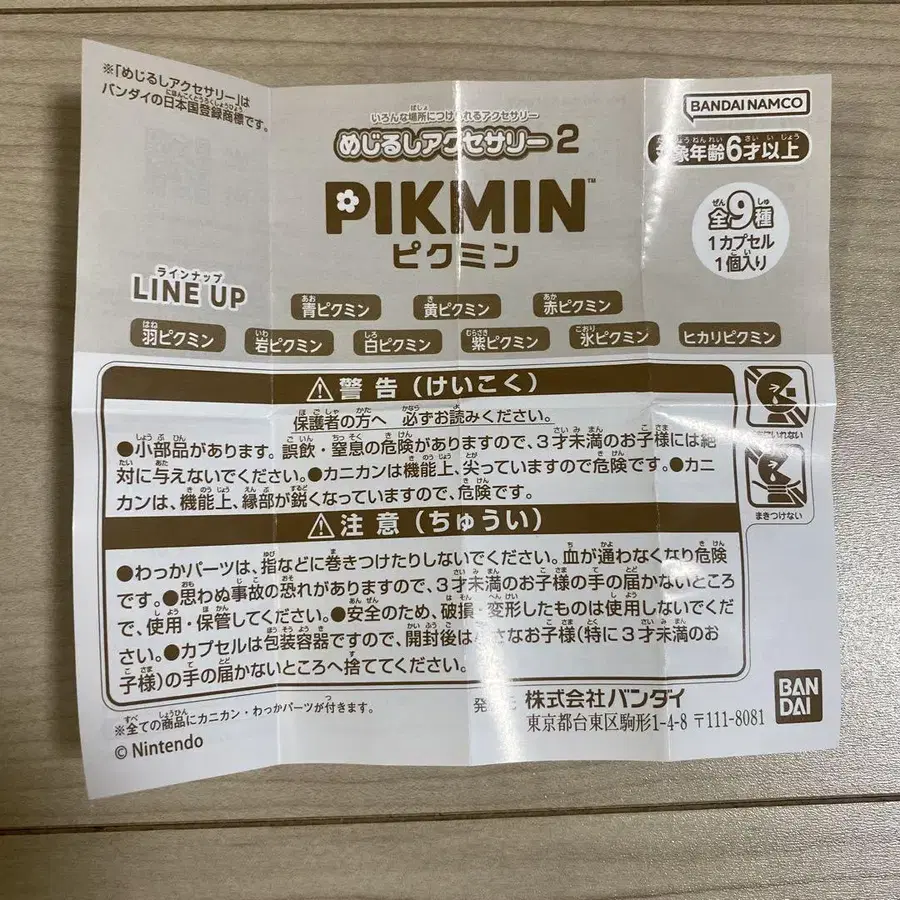 ※「めじるしアクセサリー」は
バンダイの日本国登録商標です。
いろんな場所につけられるアクセサリー
めじるしアクセサリー2
PIKMIN™
ピクミン
BANDAI NAMCO
対象年齢6才以上
全9種
1カプセル
1個入り
ラインナップ
LINE UP
青ピクミン 黄ピクミン 赤ピクミン
羽ピクミン 岩ピクミン 白ピクミン 紫ピクミン 氷ピクミン ヒカリピクミン
⚠警告(けいこく)
保護者の方へ 必ずお読みください。
●小部品があります。誤飲・窒息の危険がありますので、3才未満のお子様には絶
対に与えないでください。●カニカンは機能上、尖っていますので危険です。●カニ
カンは、機能上、縁部が鋭くなっていますので、危険です。
⚠注意(ちゅうい)
●わっかパーツは、指などに巻きつけたりしないでください。血が通わなくなり危険
です。●思わぬ事故の恐れがありますので、3才未満のお子様の手の届かないところ
で、使用・保管してください。●安全のため、破損・変形したものは使用しないでくだ
さい。●カプセルは包装容器ですので、開封後は小さなお子様(特に3才未満のお
子様)の手の届かないところへ捨ててください。
まきつけない
※全ての商品にカニカン・わっかパーツが付きます。
© Nintendo
株式会社バンダイ
東京都台東区駒形1-4-8 〒111-8081
BANDAI